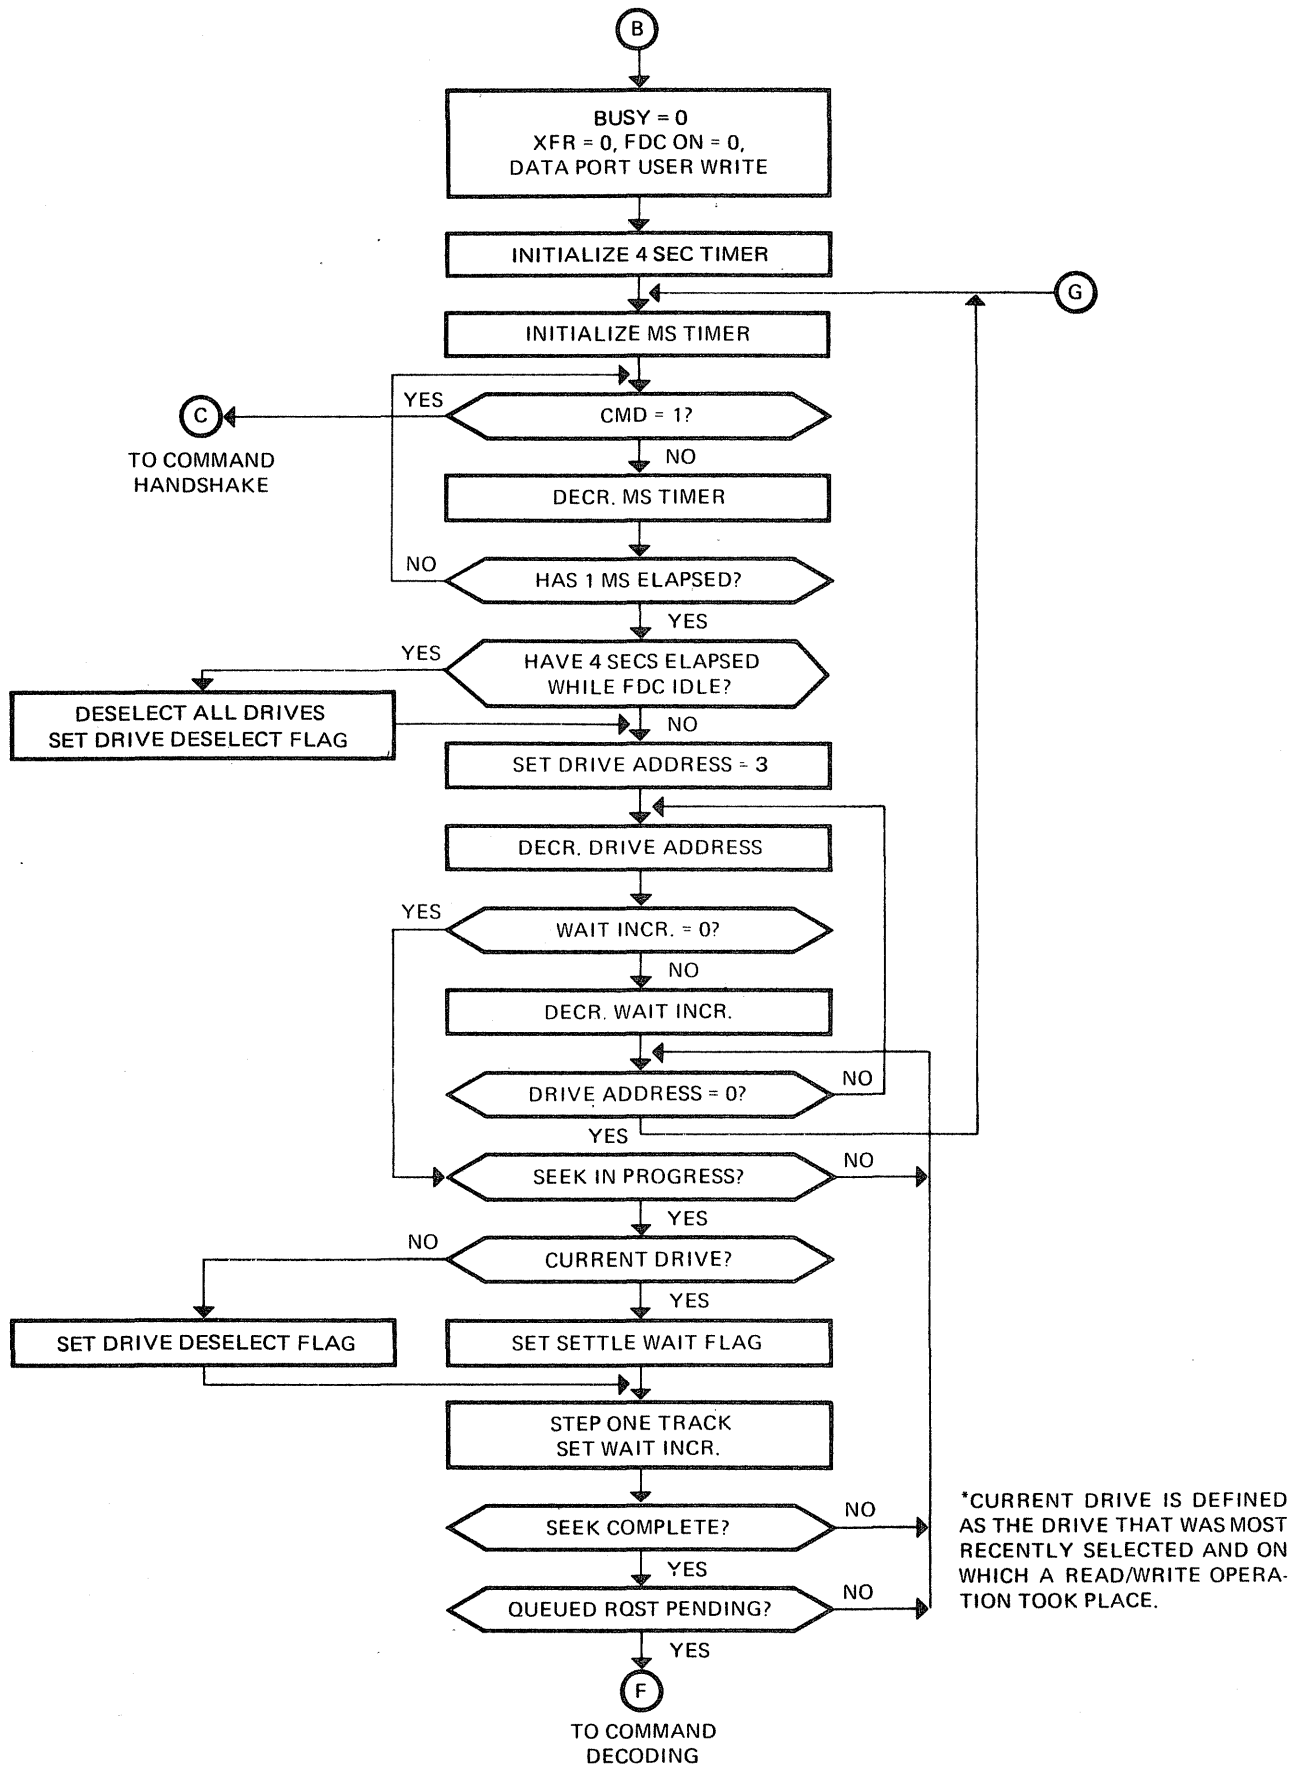 B
BUSY = 0
XFR = 0, FDC ON = 0,
DATA PORT USER WRITE
INITIALIZE 4 SEC TIMER
G
INITIALIZE MS TIMER
YES
C
CMD = 1?
TO COMMAND
HANDSHAKE
NO
DECR. MS TIMER
NO
HAS 1 MS ELAPSED?
YES
YES
HAVE 4 SECS ELAPSED
WHILE FDC IDLE?
DESELECT ALL DRIVES
SET DRIVE DESELECT FLAG
NO
SET DRIVE ADDRESS = 3
DECR. DRIVE ADDRESS
YES
WAIT INCR. = 0?
NO
DECR. WAIT INCR.
DRIVE ADDRESS = 0?
NO
YES
SEEK IN PROGRESS?
NO
YES
NO
CURRENT DRIVE?
YES
SET DRIVE DESELECT FLAG
SET SETTLE WAIT FLAG
STEP ONE TRACK
SET WAIT INCR.
SEEK COMPLETE?
NO
YES
QUEUED RQST PENDING?
NO
YES
F
TO COMMAND
DECODING
*CURRENT DRIVE IS DEFINED
AS THE DRIVE THAT WAS MOST
RECENTLY SELECTED AND ON
WHICH A READ/WRITE OPERA-
TION TOOK PLACE.